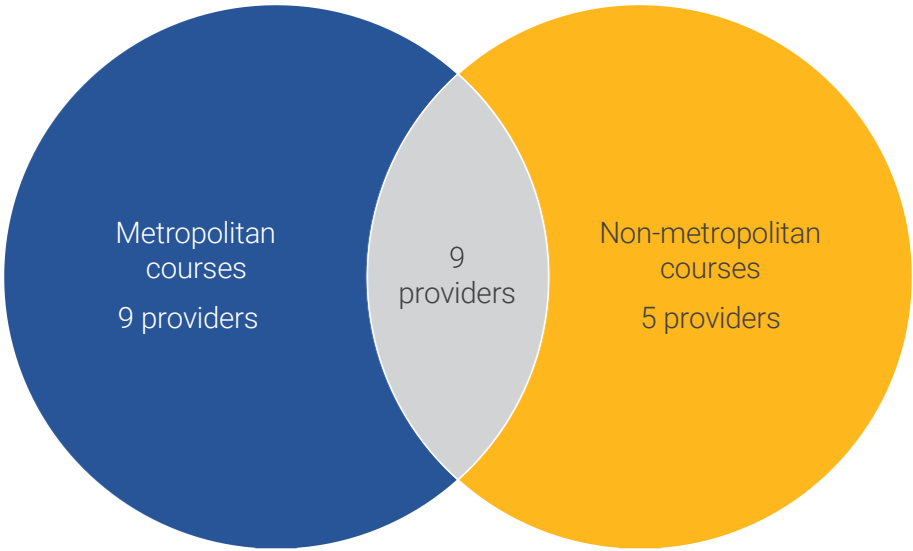 Metropolitan
courses
9 providers
9
providers
Non-metropolitan
courses
5 providers